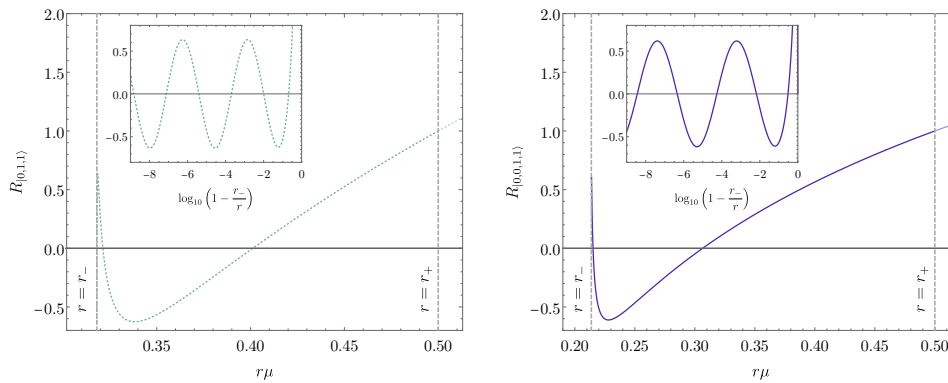 2.0
1.5
1.0
0.5
0.0
−0.5
R|0,1,1⟩
0.5
0.0
−0.5
−8 −6 −4 −2 0
log10 (1 − r−/r)
r = r−
r = r+
0.35 0.40 0.45 0.50
rμ
2.0
1.5
1.0
0.5
0.0
−0.5
R|0,0,1,1⟩
0.5
0.0
−0.5
−8 −6 −4 −2 0
log10 (1 − r−/r)
r = r−
r = r+
0.20 0.25 0.30 0.35 0.40 0.45 0.50
rμ